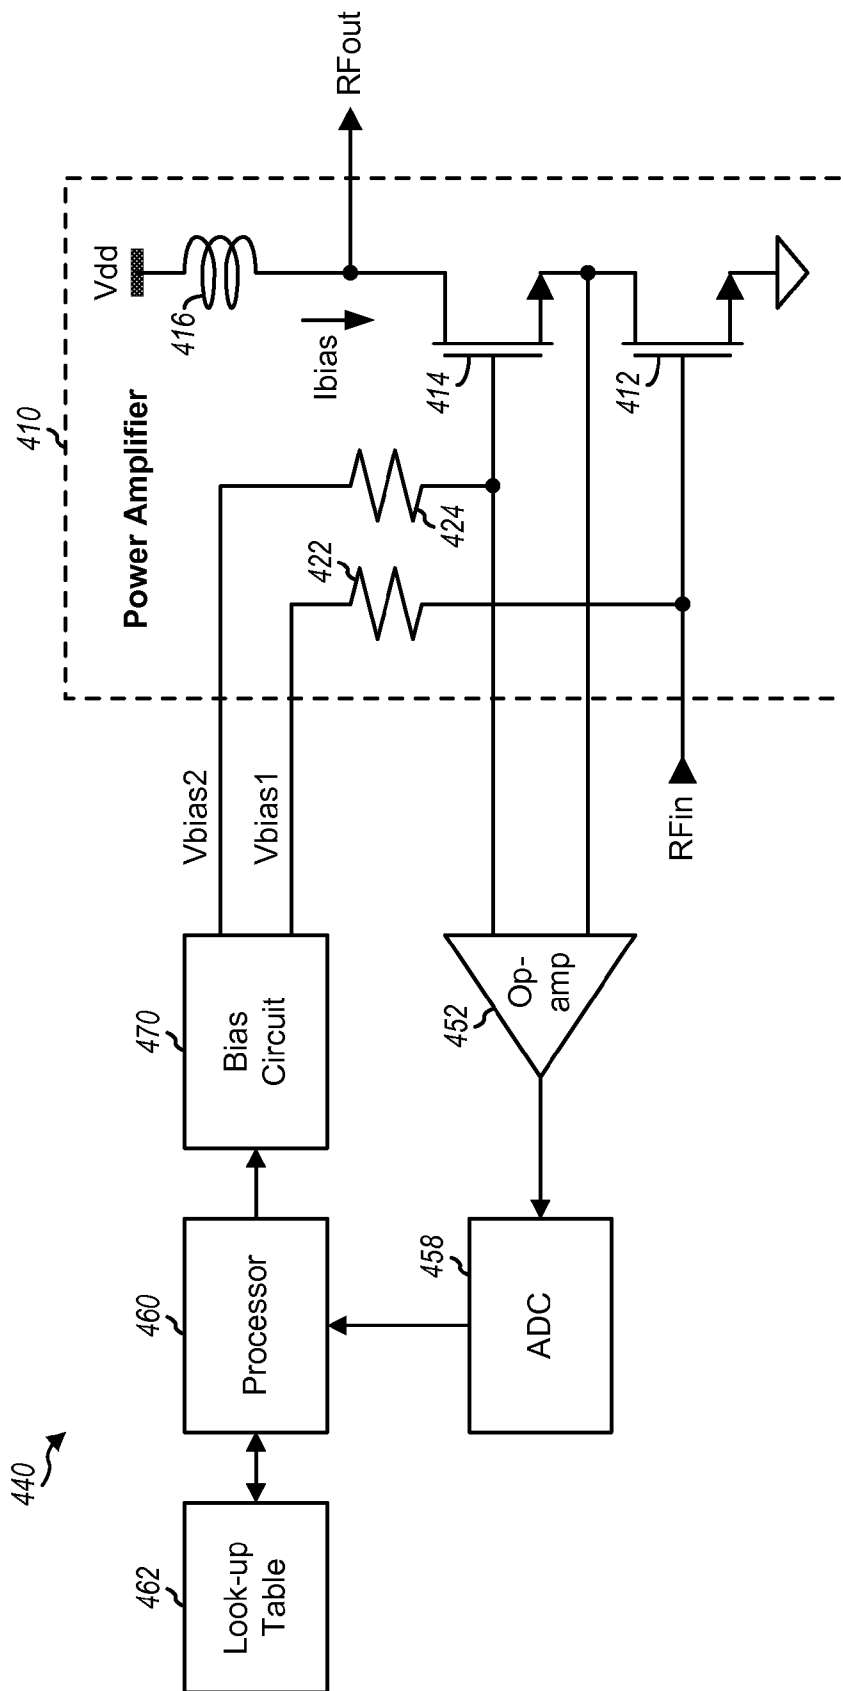 440
462
Look-up
Table
460
Processor
470
Bias
Circuit
458
ADC
452
Op-
amp
Vbias2
Vbias1
RFin
410
Power Amplifier
422
424
Vdd
416
Ibias
414
412
RFout